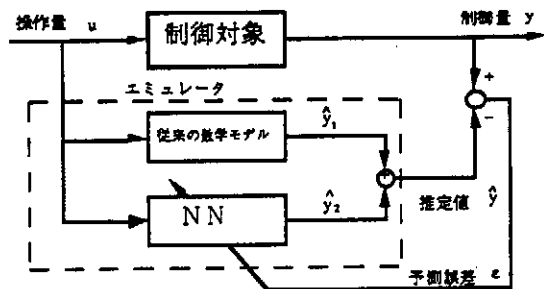 操作量 u
制御対象
制御量 y
+
−
エミュレータ
従来の数学モデル
ŷ₁
+
NN
ŷ₂
推定値 ŷ
予測誤差 ε